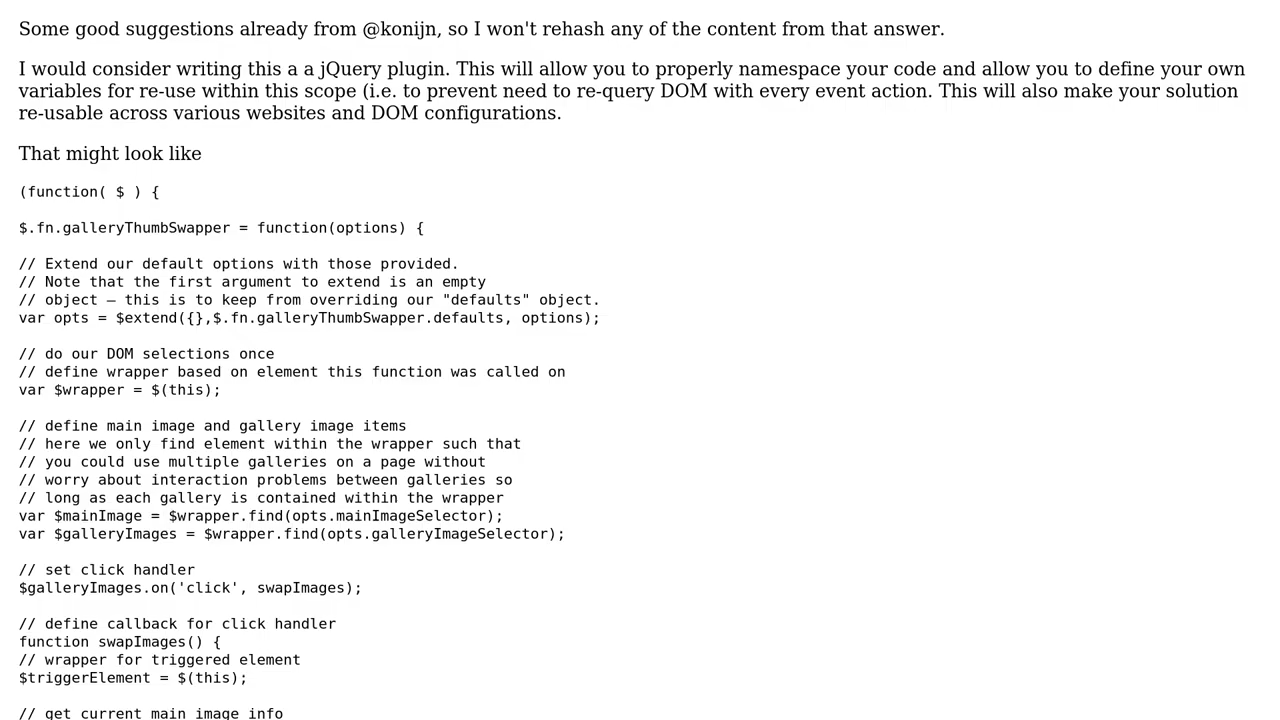 Some good suggestions already from @konijn, so I won't rehash any of the content from that answer.
I would consider writing this a a jQuery plugin. This will allow you to properly namespace your code and allow you to define your own
variables for re-use within this scope (i.e. to prevent need to re-query DOM with every event action. This will also make your solution
re-usable across various websites and DOM configurations.
That might look like
(function( $ ) {
$.fn.galleryThumbSwapper = function(options) {
// Extend our default options with those provided.
// Note that the first argument to extend is an empty
// object – this is to keep from overriding our "defaults" object.
var opts = $extend({},$.fn.galleryThumbSwapper.defaults, options);
// do our DOM selections once
// define wrapper based on element this function was called on
var $wrapper = $(this);
// define main image and gallery image items
// here we only find element within the wrapper such that
// you could use multiple galleries on a page without
// worry about interaction problems between galleries so
// long as each gallery is contained within the wrapper
var $mainImage = $wrapper.find(opts.mainImageSelector);
var $galleryImages = $wrapper.find(opts.galleryImageSelector);
// set click handler
$galleryImages.on('click', swapImages);
// define callback for click handler
function swapImages() {
// wrapper for triggered element
$triggerElement = $(this);
// get current main image info